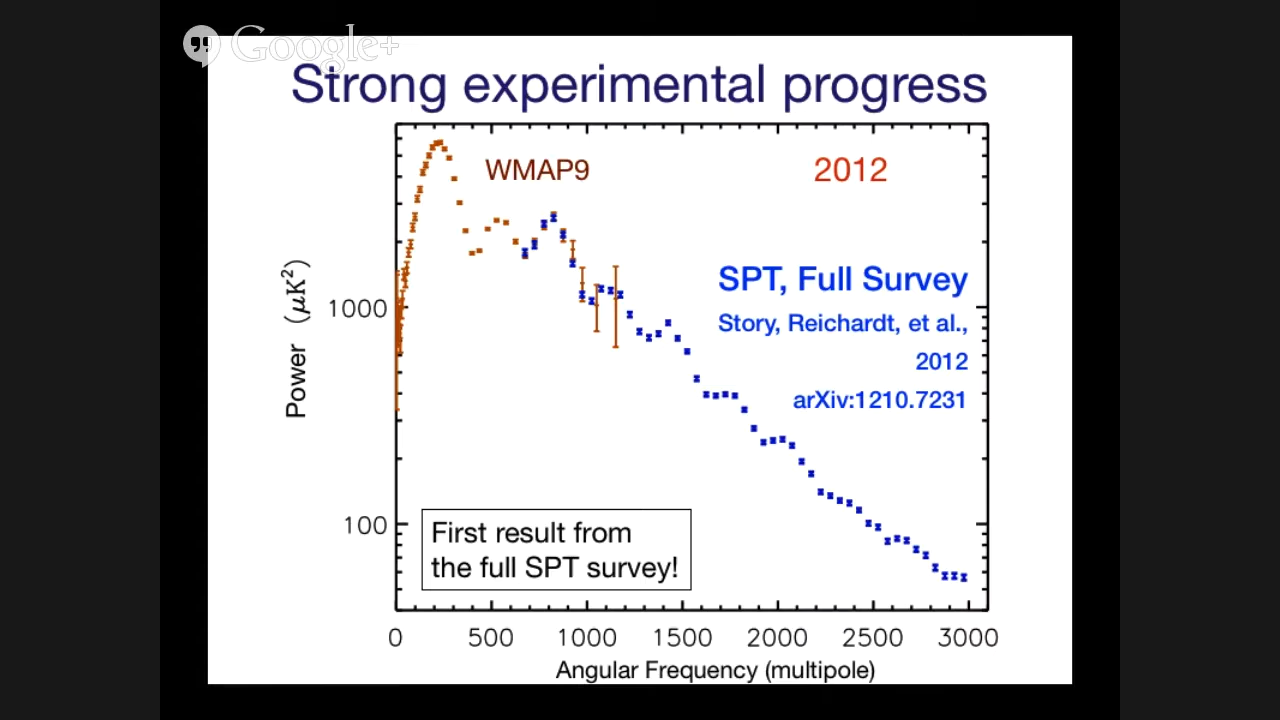 Google+
Strong experimental progress
WMAP9
2012
SPT, Full Survey
Story, Reichardt, et al.,
2012
arXiv:1210.7231
Power (μK²)
1000
100
First result from
the full SPT survey!
0 500 1000 1500 2000 2500 3000
Angular Frequency (multipole)